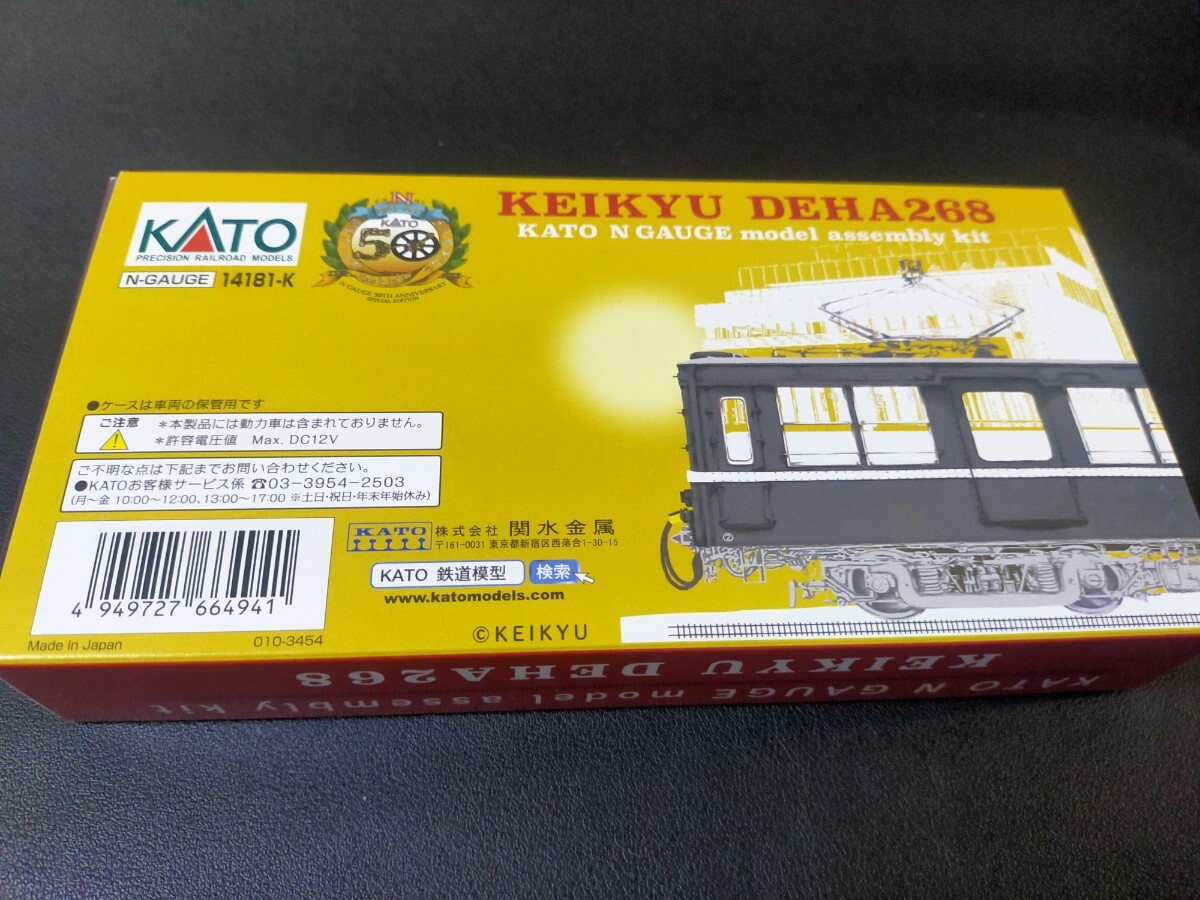 KATO
PRECISION RAILROAD MODELS
N-GAUGE 14181-K
N
KATO
50
N GAUGE 50TH ANNIVERSARY
SPECIAL EDITION
KEIKYU DEHA268
KATO N GAUGE model assembly kit
●ケースは車両の保管用です
ご注意 *本製品には動力車は含まれておりません。
*許容電圧値 Max. DC12V
ご不明な点は下記までお問い合わせください。
●KATOお客様サービス係 ☎03-3954-2503
(月〜金 10:00〜12:00、13:00〜17:00 ※土日・祝日・年末年始休み)
4 949727 664941
Made in Japan 010-3454
KATO 株式会社 関水金属
〒161-0031 東京都新宿区西落合1-30-15
KATO 鉄道模型 検索
www.katomodels.com
©KEIKYU
KEIKYU DEHA268
KATO N GAUGE model assembly kit